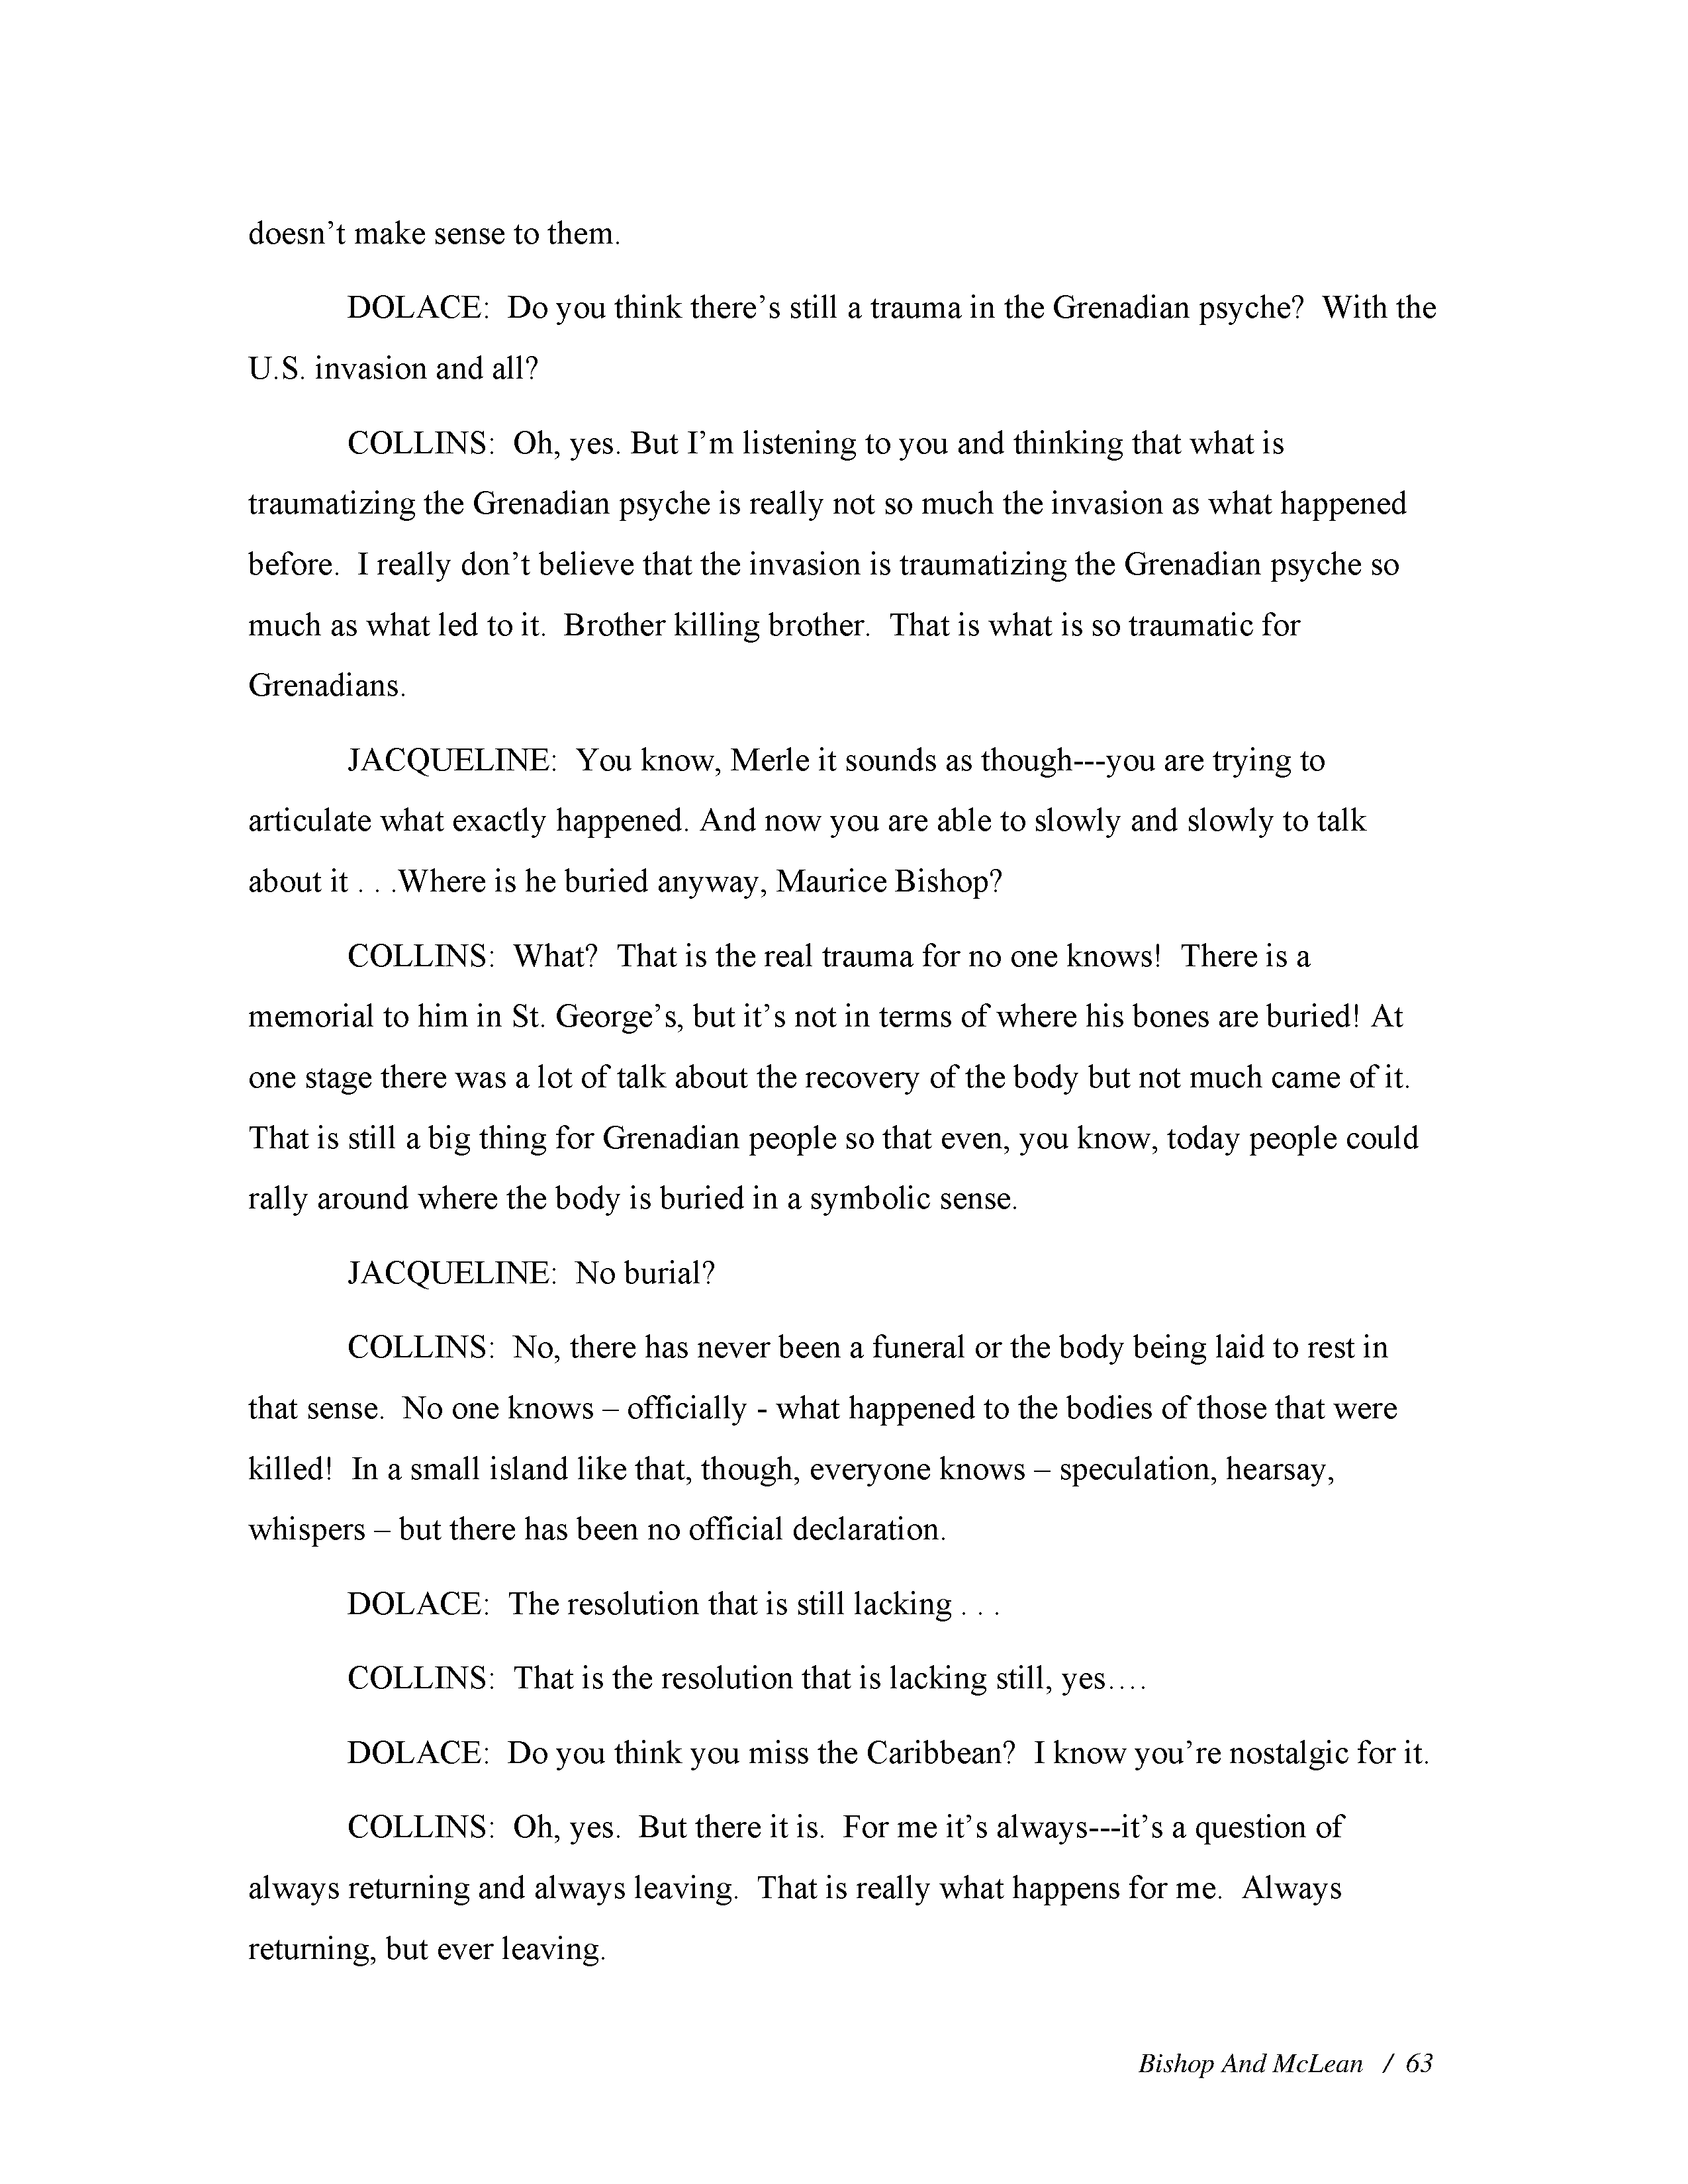 doesn’t make sense to them.
DOLACE:  Do you think there’s still a trauma in the Grenadian psyche?  With the
U.S. invasion and all?
COLLINS:  Oh, yes. But I’m listening to you and thinking that what is
traumatizing the Grenadian psyche is really not so much the invasion as what happened
before.  I really don’t believe that the invasion is traumatizing the Grenadian psyche so
much as what led to it.  Brother killing brother.  That is what is so traumatic for
Grenadians.
JACQUELINE:  You know, Merle it sounds as though---you are trying to
articulate what exactly happened. And now you are able to slowly and slowly to talk
about it . . .Where is he buried anyway, Maurice Bishop?
COLLINS:  What?  That is the real trauma for no one knows!  There is a
memorial to him in St. George’s, but it’s not in terms of where his bones are buried! At
one stage there was a lot of talk about the recovery of the body but not much came of it.
That is still a big thing for Grenadian people so that even, you know, today people could
rally around where the body is buried in a symbolic sense.
JACQUELINE:  No burial?
COLLINS:  No, there has never been a funeral or the body being laid to rest in
that sense.  No one knows – officially - what happened to the bodies of those that were
killed!  In a small island like that, though, everyone knows – speculation, hearsay,
whispers – but there has been no official declaration.
DOLACE:  The resolution that is still lacking . . .
COLLINS:  That is the resolution that is lacking still, yes….
DOLACE:  Do you think you miss the Caribbean?  I know you’re nostalgic for it.
COLLINS:  Oh, yes.  But there it is.  For me it’s always---it’s a question of
always returning and always leaving.  That is really what happens for me.  Always
returning, but ever leaving.
Bishop And McLean  /  63